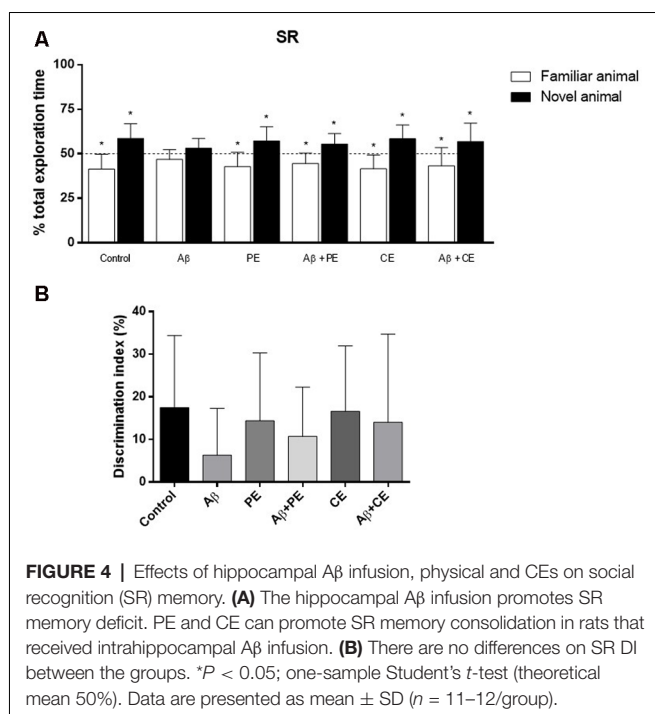 A
SR
Familiar animal
Novel animal
% total exploration time
100
75
50
25
0
* * * * * * * * * *
Control Aβ PE Aβ +PE CE Aβ + CE
B
Discrimination index (%)
40
30
20
10
0
Control Aβ PE Aβ+PE CE Aβ+CE
FIGURE 4 | Effects of hippocampal Aβ infusion, physical and CEs on social
recognition (SR) memory. (A) The hippocampal Aβ infusion promotes SR
memory deficit. PE and CE can promote SR memory consolidation in rats that
received intrahippocampal Aβ infusion. (B) There are no differences on SR DI
between the groups. *P < 0.05; one-sample Student's t-test (theoretical
mean 50%). Data are presented as mean ± SD (n = 11–12/group).